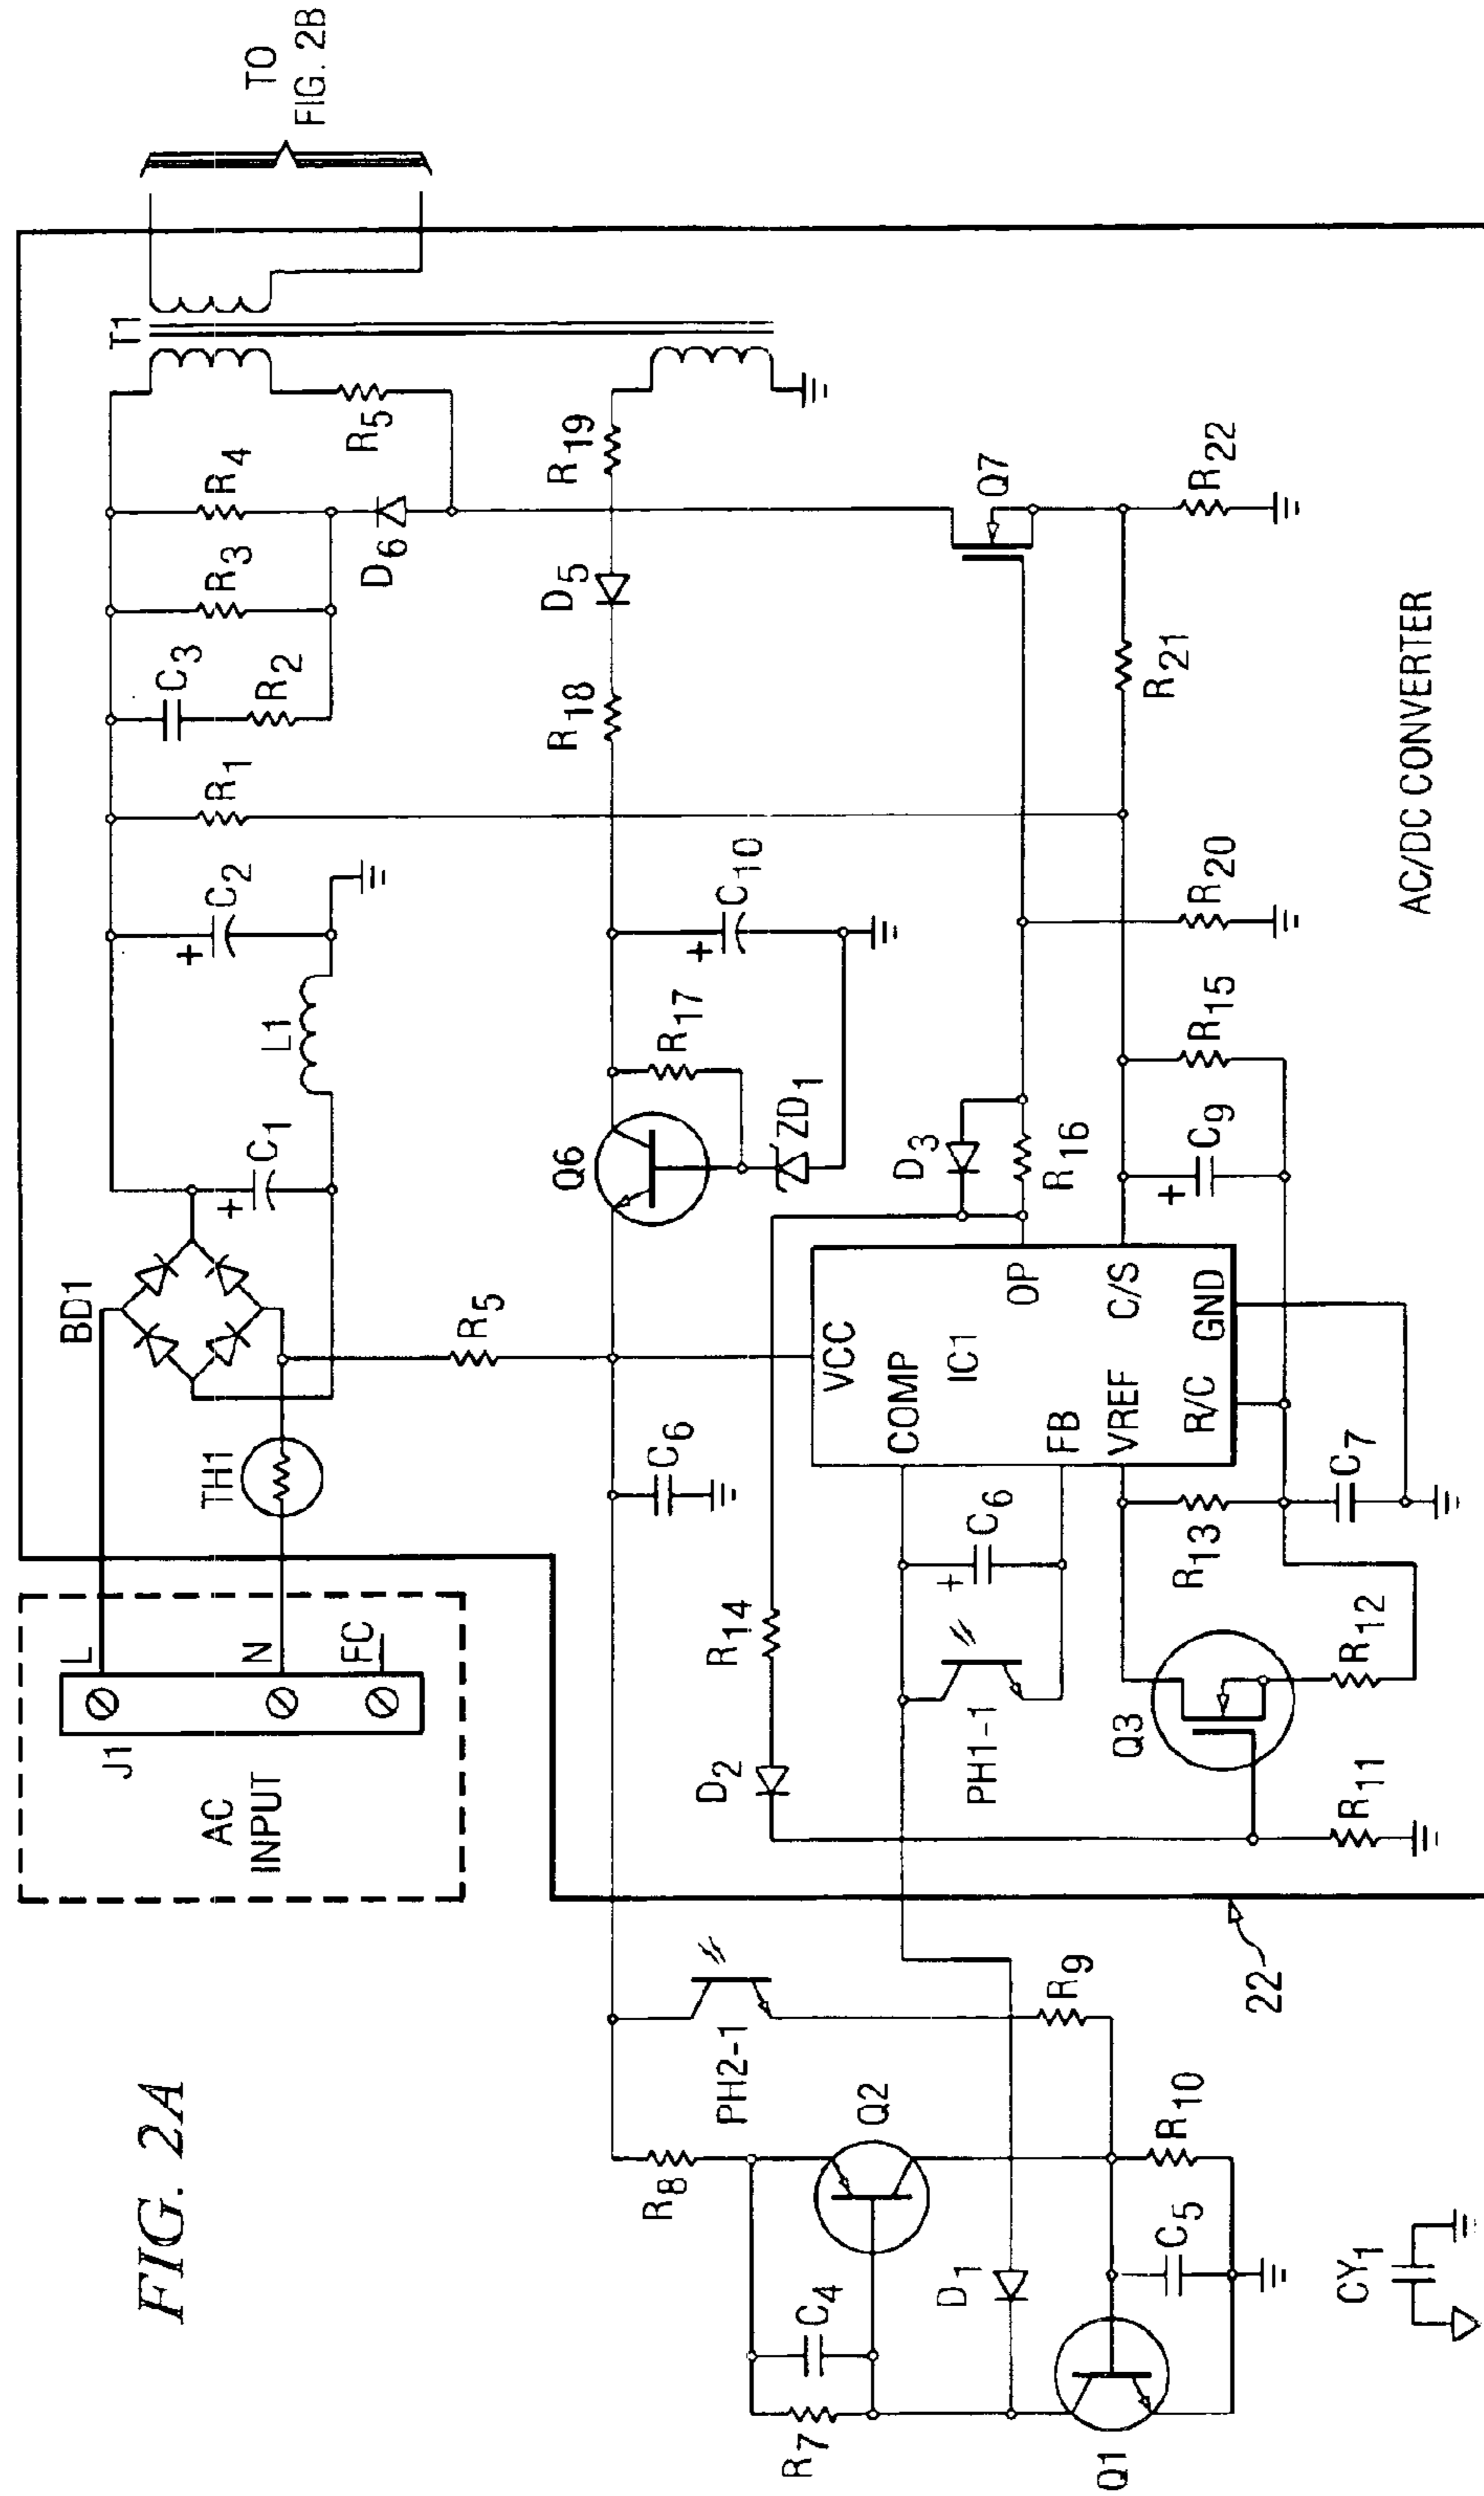 FIG. 2A
AC
INPUT
J1
L
N
FC
TH1
BD1
+
C1
L1
+
C2
R1
C3
R2
R3
R4
D6
R5
T1
TO
FIG. 2B
R5
C6
Q6
R17
ZD1
+
C10
R18
D5
R19
R8
PH2-1
R7
C4
Q2
D1
R9
Q1
C5
R10
CY1
22
D2
R14
PH1-1
+
C6
VCC
COMP
IC1
OP
FB
VREF
C/S
R/C
GND
D3
R16
Q7
Q3
R11
R12
R13
C7
+
C9
R15
R20
R21
R22
AC/DC CONVERTER